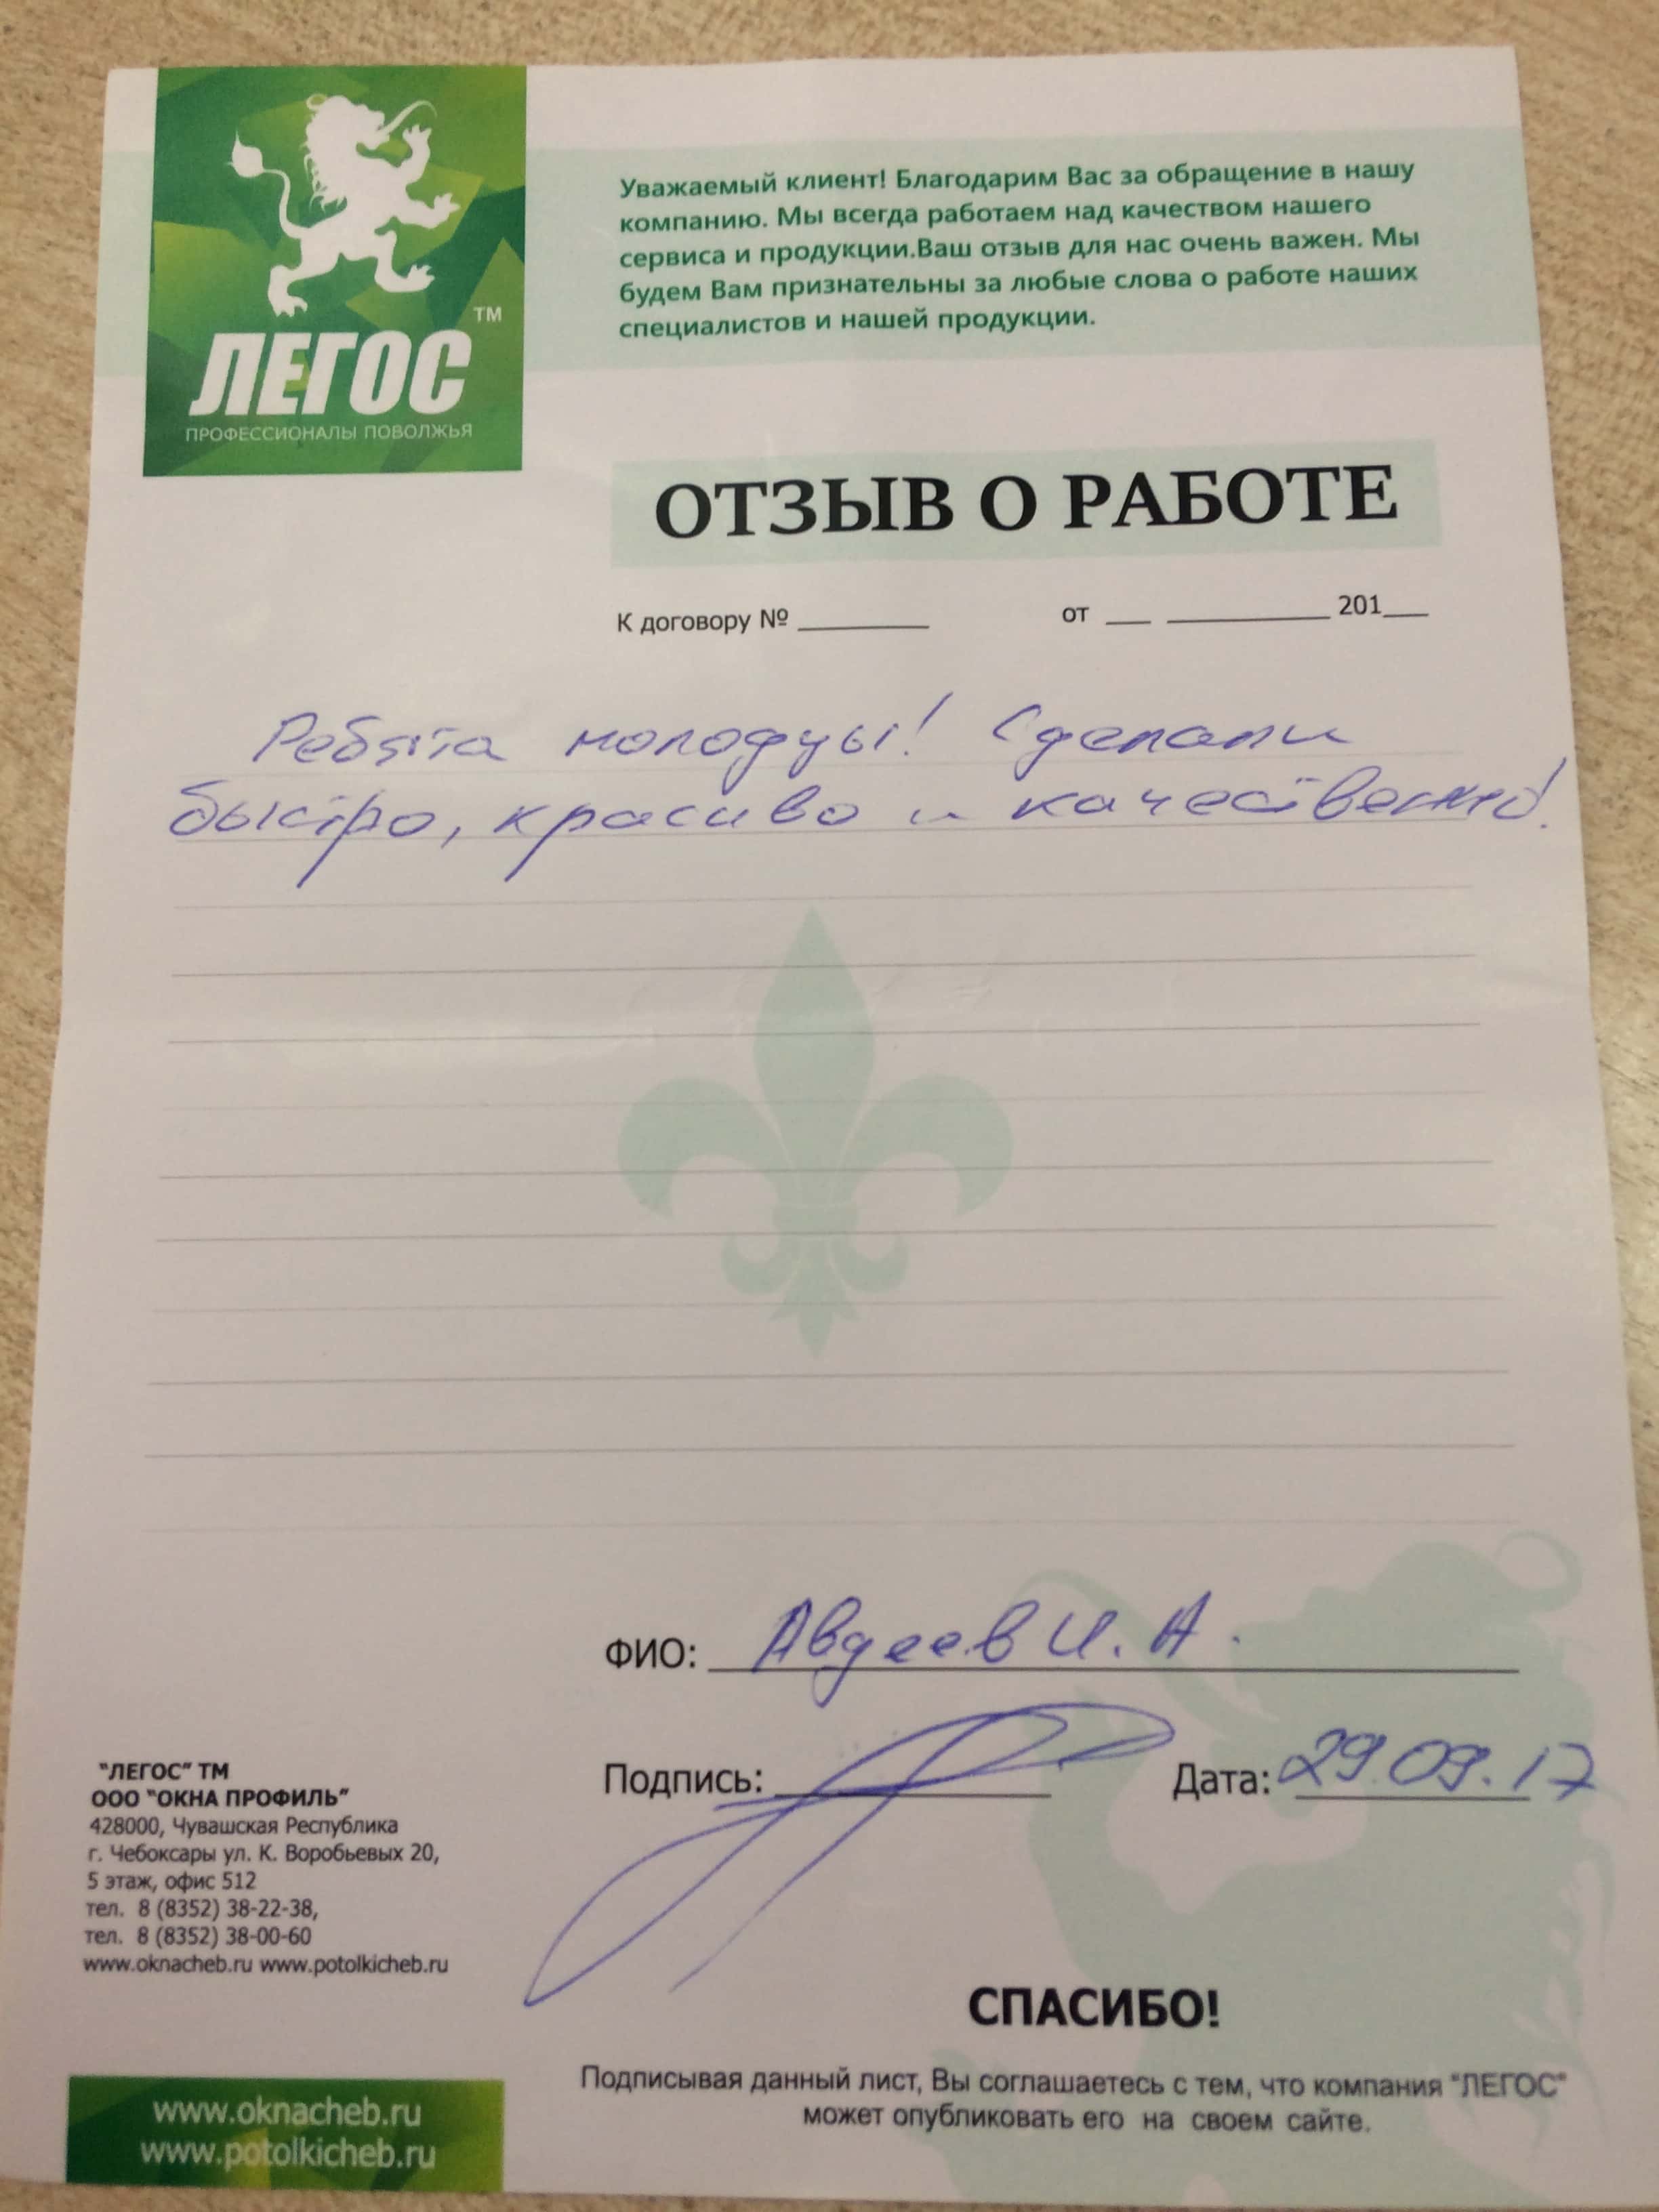 ЛЕГОС ТМ
ПРОФЕССИОНАЛЫ ПОВОЛЖЬЯ
Уважаемый клиент! Благодарим Вас за обращение в нашу
компанию. Мы всегда работаем над качеством нашего
сервиса и продукции.Ваш отзыв для нас очень важен. Мы
будем Вам признательны за любые слова о работе наших
специалистов и нашей продукции.
ОТЗЫВ О РАБОТЕ
К договору № ______ от __ ________ 201__
Ребята молодцы! Сделали
быстро, красиво и качественно!
ФИО: Авдеев И. А.
Подпись: Дата: 29.09.17
"ЛЕГОС" ТМ
ООО "ОКНА ПРОФИЛЬ"
428000, Чувашская Республика
г. Чебоксары ул. К. Воробьевых 20,
5 этаж, офис 512
тел. 8 (8352) 38-22-38,
тел. 8 (8352) 38-00-60
www.oknacheb.ru www.potolkicheb.ru
СПАСИБО!
Подписывая данный лист, Вы соглашаетесь с тем, что компания "ЛЕГОС"
может опубликовать его на своем сайте.
www.oknacheb.ru
www.potolkicheb.ru